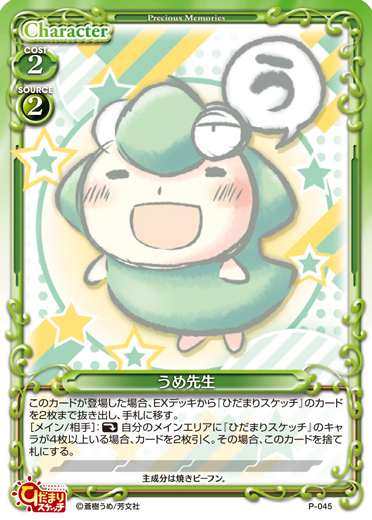 Precious Memories
Character
COST
2
SOURCE
2
う
うめ先生
このカードが登場した場合、EXデッキから『ひだまりスケッチ』のカード
を2枚まで抜き出し、手札に移す。
[メイン/相手]: 自分のメインエリアに『ひだまりスケッチ』のキャ
ラが4枚以上いる場合、カードを2枚引く。その場合、このカードを捨て
札にする。
主成分は焼きビーフン。
ひだまり
スケッチ
©蒼樹うめ/芳文社
P-045